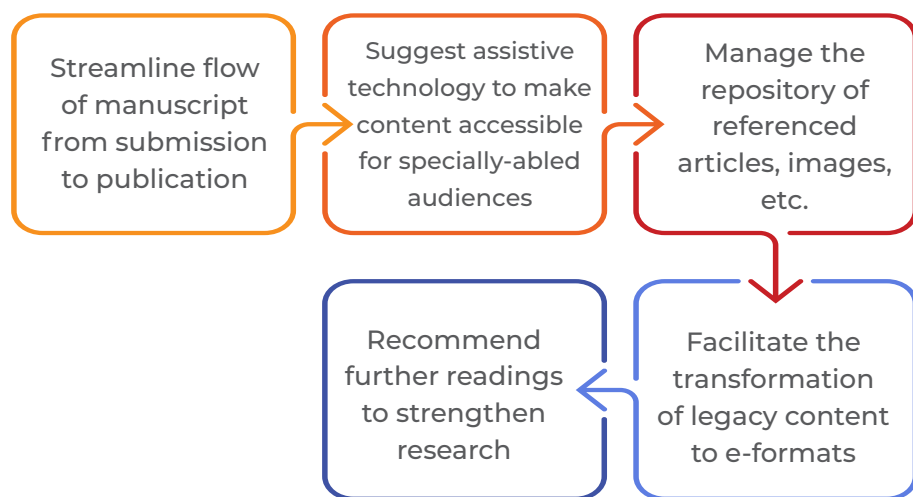 Streamline flow
of manuscript
from submission
to publication
Suggest assistive
technology to make
content accessible
for specially-abled
audiences
Manage the
repository of
referenced
articles, images,
etc.
Facilitate the
transformation
of legacy content
to e-formats
Recommend
further readings
to strengthen
research